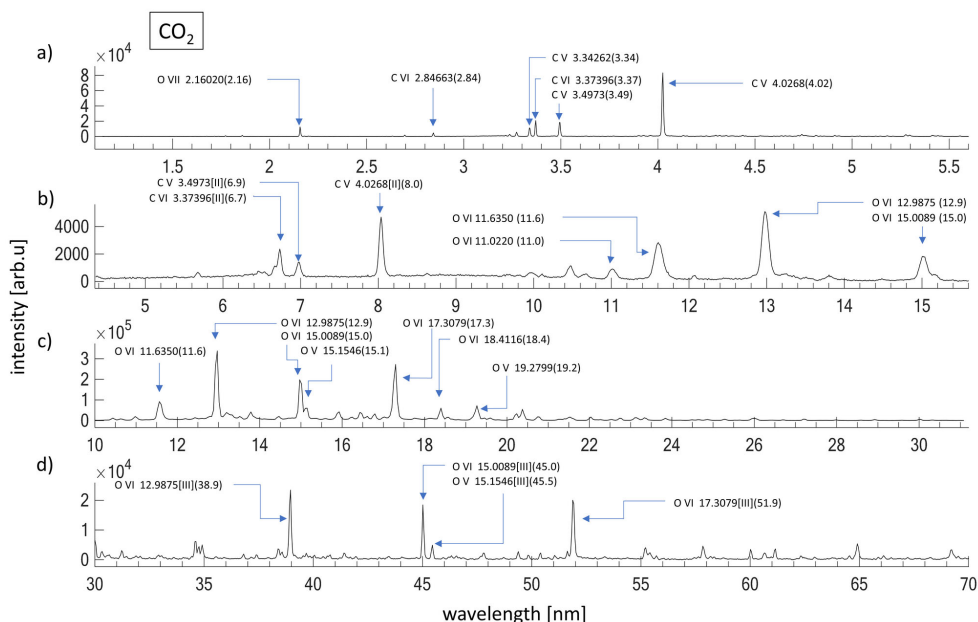 CO2
a)
×10^4
O VII 2.16020(2.16)
C VI 2.84663(2.84)
C V 3.34262(3.34)
C VI 3.37396(3.37)
C V 3.4973(3.49)
C V 4.0268(4.02)
8
6
4
2
0
1.5 2 2.5 3 3.5 4 4.5 5 5.5
b)
C V 3.4973[II](6.9)
C VI 3.37396[II](6.7)
C V 4.0268[II](8.0)
O VI 11.6350 (11.6)
O VI 11.0220 (11.0)
O VI 12.9875 (12.9)
O VI 15.0089 (15.0)
4000
2000
0
5 6 7 8 9 10 11 12 13 14 15
intensity [arb.u]
c)
×10^5
O VI 11.6350(11.6)
O VI 12.9875(12.9)
O VI 15.0089(15.0)
O V 15.1546(15.1)
O VI 17.3079(17.3)
O VI 18.4116(18.4)
O V 19.2799(19.2)
3
2
1
0
10 12 14 16 18 20 22 24 26 28 30
d)
×10^4
O VI 12.9875[III](38.9)
O VI 15.0089[III](45.0)
O V 15.1546[III](45.5)
O VI 17.3079[III](51.9)
2
1
0
30 35 40 45 50 55 60 65 70
wavelength [nm]